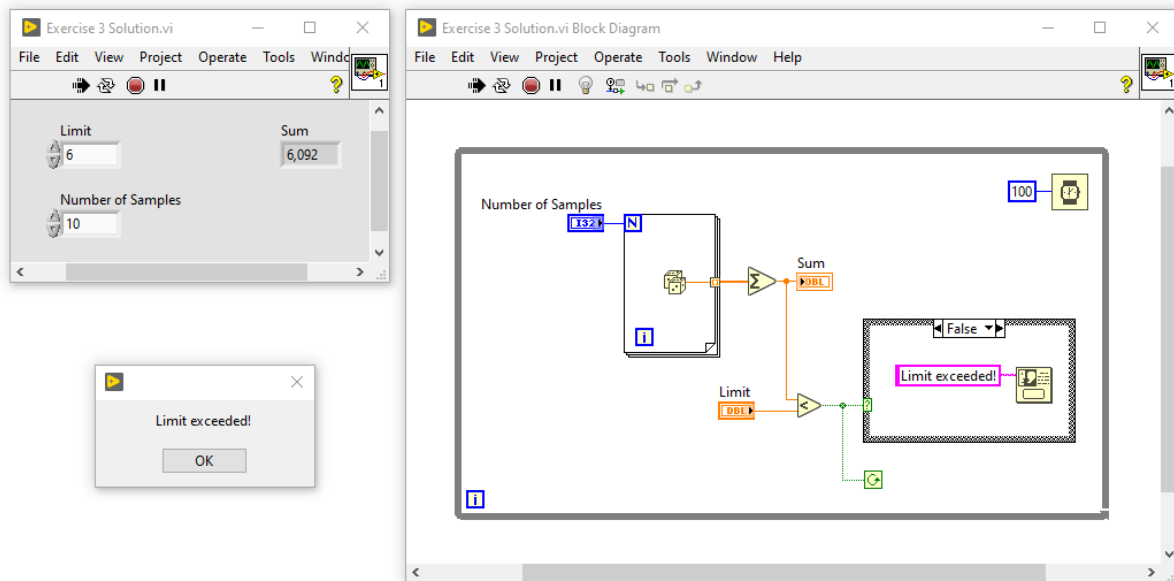 Exercise 3 Solution.vi
File Edit View Project Operate Tools Windo
1
Limit
6
Sum
6,092
Number of Samples
10
Limit exceeded!
OK
Exercise 3 Solution.vi Block Diagram
File Edit View Project Operate Tools Window Help
1
100
Number of Samples
I32
N
Sum
DBL
i
False
Limit exceeded!
Limit
DBL
i